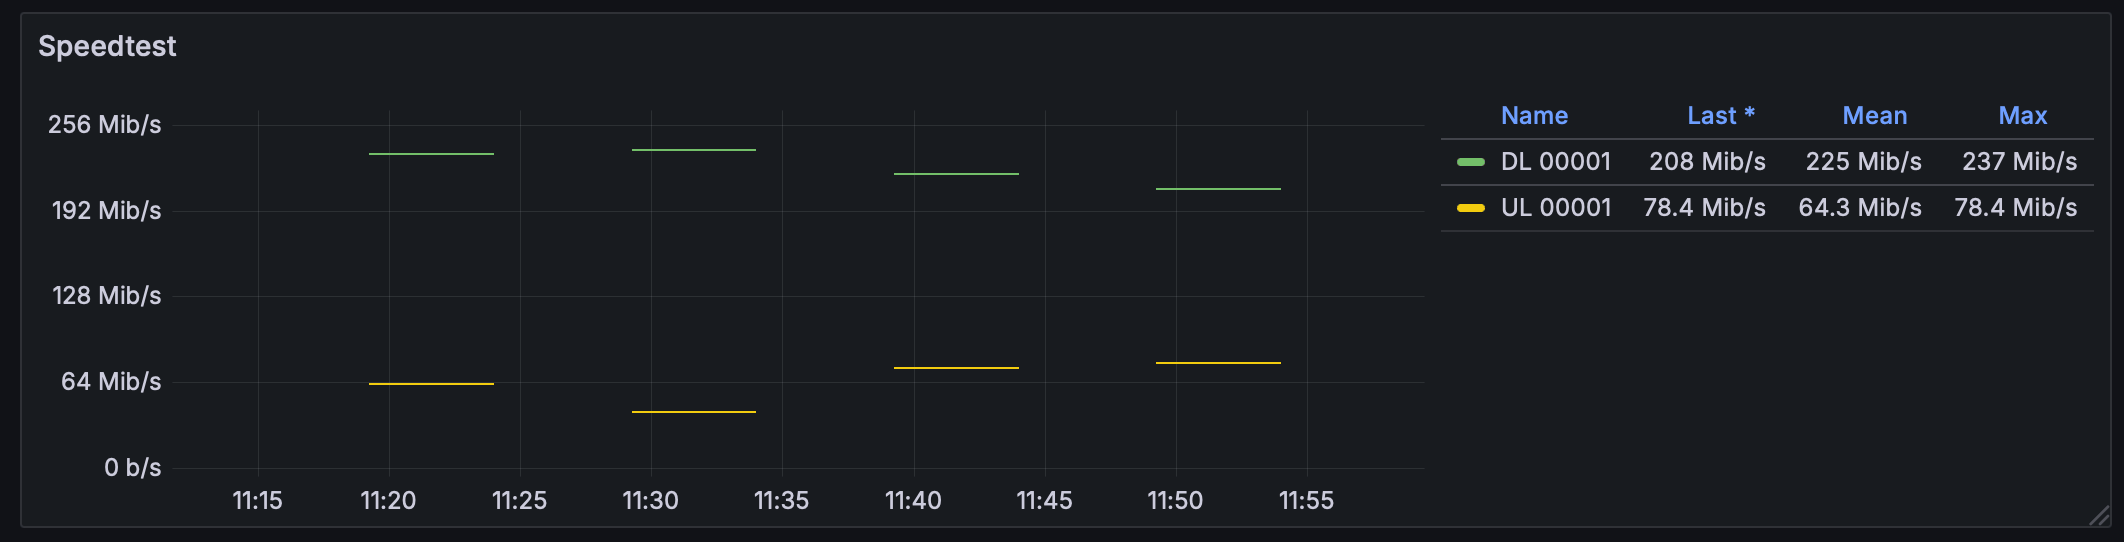 Speedtest
256 Mib/s
192 Mib/s
128 Mib/s
64 Mib/s
0 b/s
11:15 11:20 11:25 11:30 11:35 11:40 11:45 11:50 11:55
Name Last * Mean Max
DL 00001 208 Mib/s 225 Mib/s 237 Mib/s
UL 00001 78.4 Mib/s 64.3 Mib/s 78.4 Mib/s